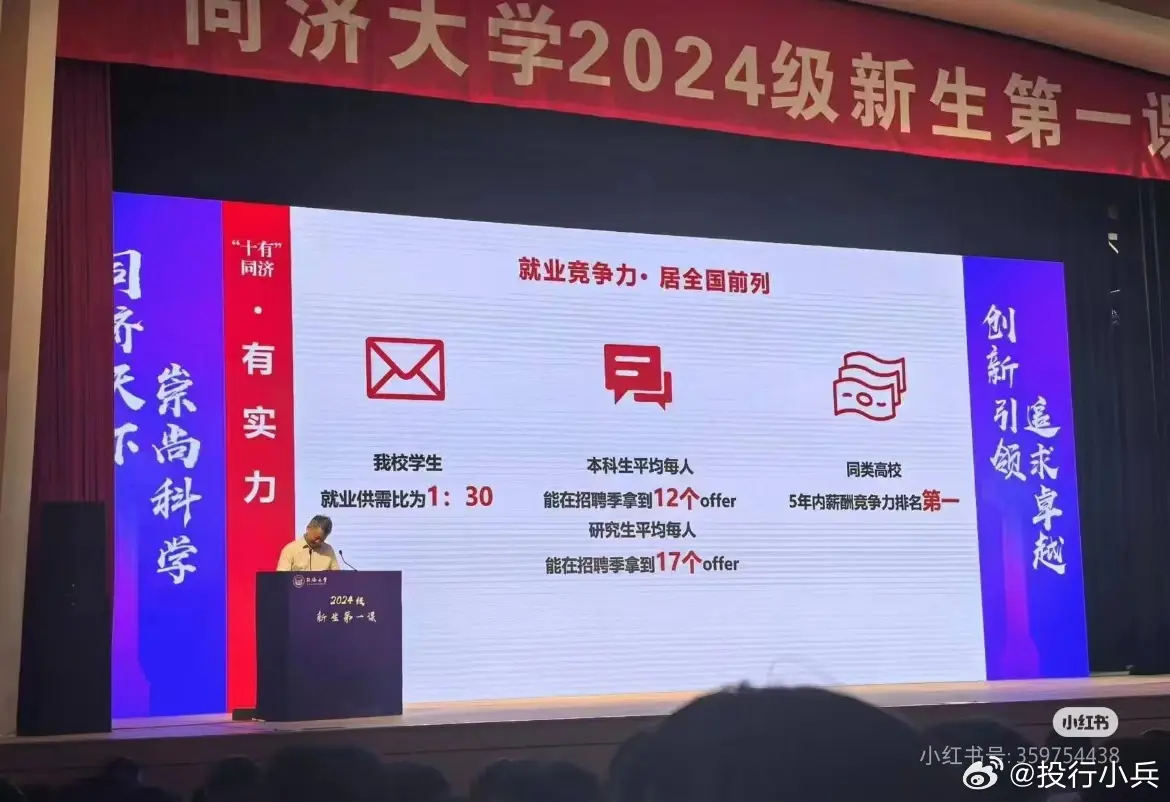 同济大学2024级新生第一课
同济天下
崇尚科学
“十有”
同济
·
有实力
就业竞争力·居全国前列
我校学生
就业供需比为1：30
本科生平均每人
能在招聘季拿到12个offer
研究生平均每人
能在招聘季拿到17个offer
同类高校
5年内薪酬竞争力排名第一
创新引领
追求卓越
同济大学
2024级
新生第一课
小红书
小红书号: 359754438
@投行小兵